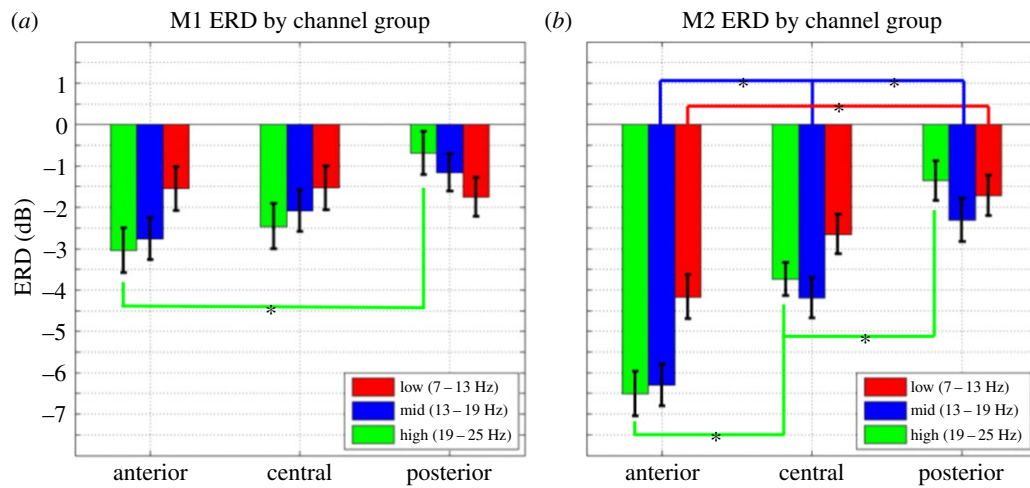 (a) M1 ERD by channel group
1
0
–1
–2
–3
–4
–5
–6
–7
ERD (dB)
*
low (7–13 Hz)
mid (13–19 Hz)
high (19–25 Hz)
anterior central posterior
(b) M2 ERD by channel group
* *
*
*
*
low (7–13 Hz)
mid (13–19 Hz)
high (19–25 Hz)
anterior central posterior